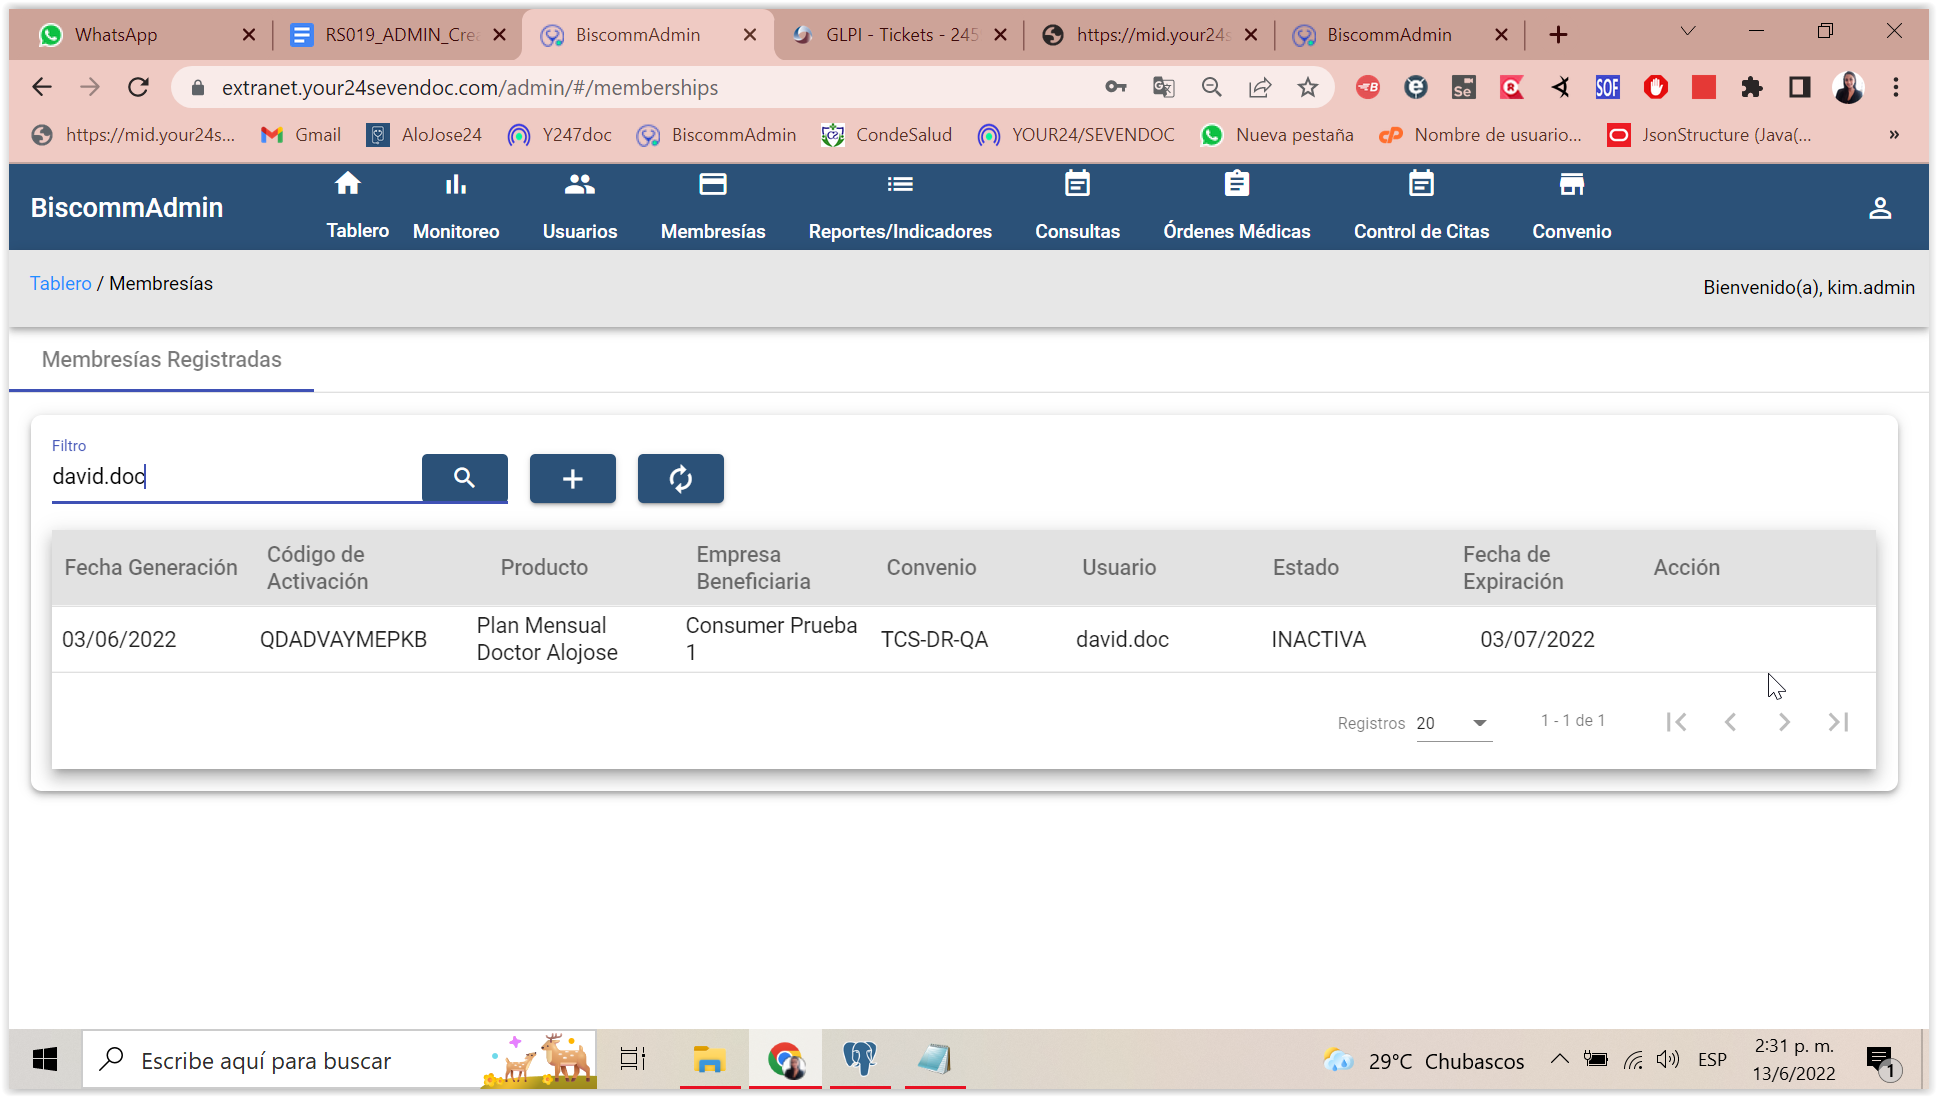 WhatsApp
RS019_ADMIN_Crea
BiscommAdmin
GLPI - Tickets - 245
https://mid.your24s
BiscommAdmin
extranet.your24sevendoc.com/admin/#/memberships
https://mid.your24s...
Gmail
AloJose24
Y247doc
BiscommAdmin
CondeSalud
YOUR24/SEVENDOC
Nueva pestaña
Nombre de usuario...
JsonStructure (Java(...
»
BiscommAdmin
Tablero
Monitoreo
Usuarios
Membresías
Reportes/Indicadores
Consultas
Órdenes Médicas
Control de Citas
Convenio
Tablero / Membresías
Bienvenido(a), kim.admin
Membresías Registradas
Filtro
david.doc
Fecha Generación
Código de
Activación
Producto
Empresa
Beneficiaria
Convenio
Usuario
Estado
Fecha de
Expiración
Acción
03/06/2022
QDADVAYMEPKB
Plan Mensual
Doctor Alojose
Consumer Prueba
1
TCS-DR-QA
david.doc
INACTIVA
03/07/2022
Registros 20
1 - 1 de 1
Escribe aquí para buscar
29°C Chubascos
ESP
2:31 p. m.
13/6/2022
1